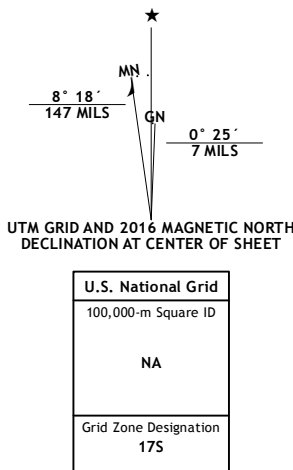 ★
MN
GN
8° 18´
147 MILS
0° 25´
7 MILS
UTM GRID AND 2016 MAGNETIC NORTH
DECLINATION AT CENTER OF SHEET
U.S. National Grid
100,000-m Square ID
NA
Grid Zone Designation
17S